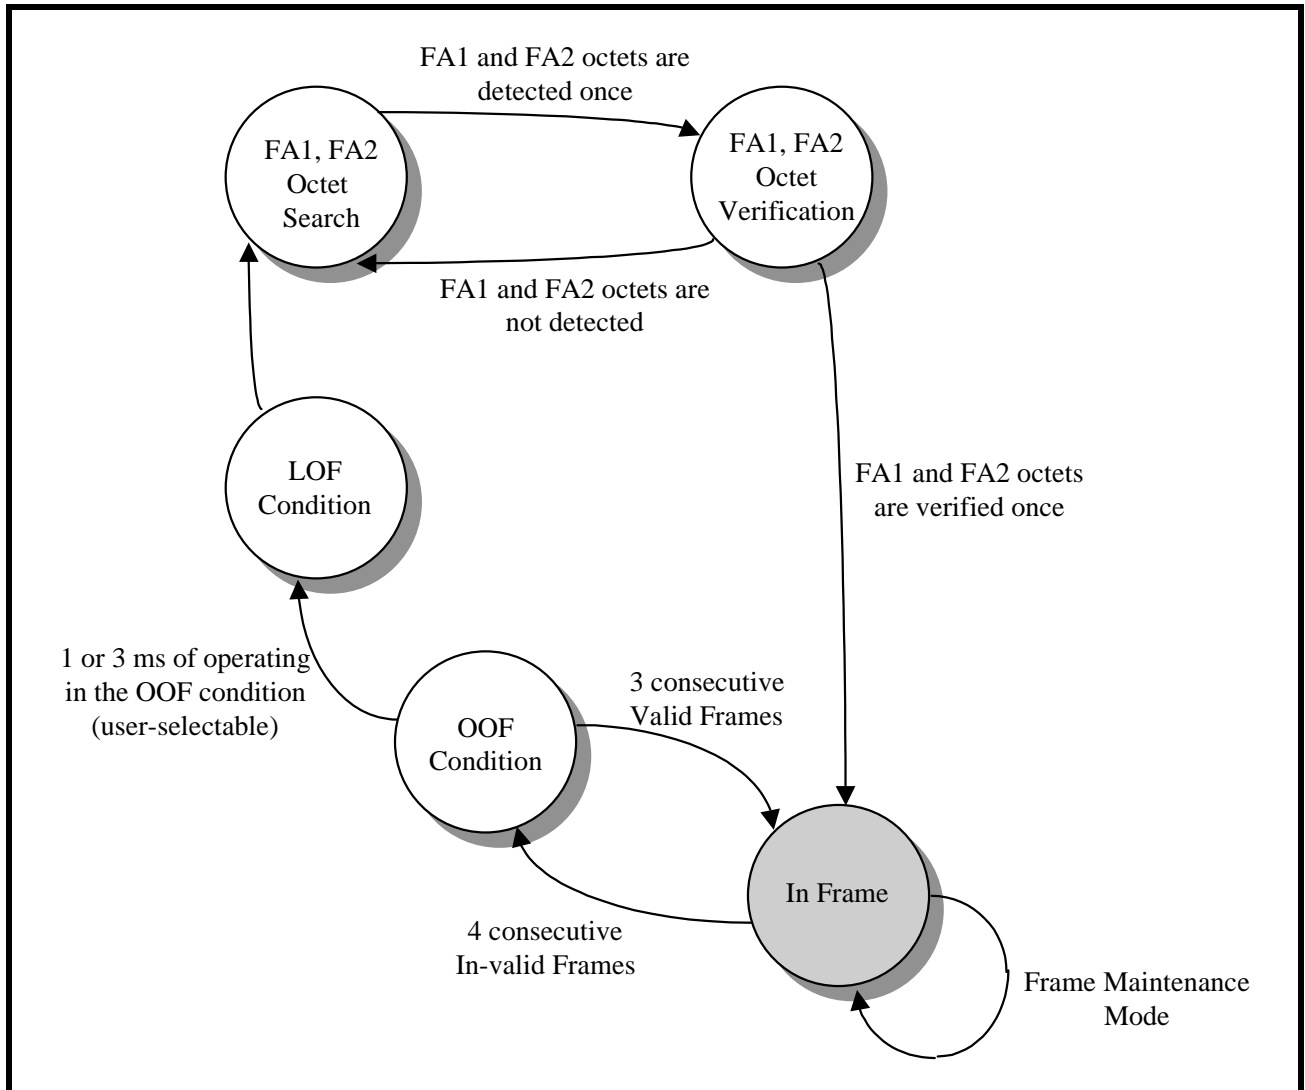 FA1 and FA2 octets are
detected once
FA1, FA2
Octet
Search
FA1, FA2
Octet
Verification
FA1 and FA2 octets are
not detected
LOF
Condition
FA1 and FA2 octets
are verified once
1 or 3 ms of operating
in the OOF condition
(user-selectable)
3 consecutive
Valid Frames
OOF
Condition
In Frame
4 consecutive
In-valid Frames
Frame Maintenance
Mode